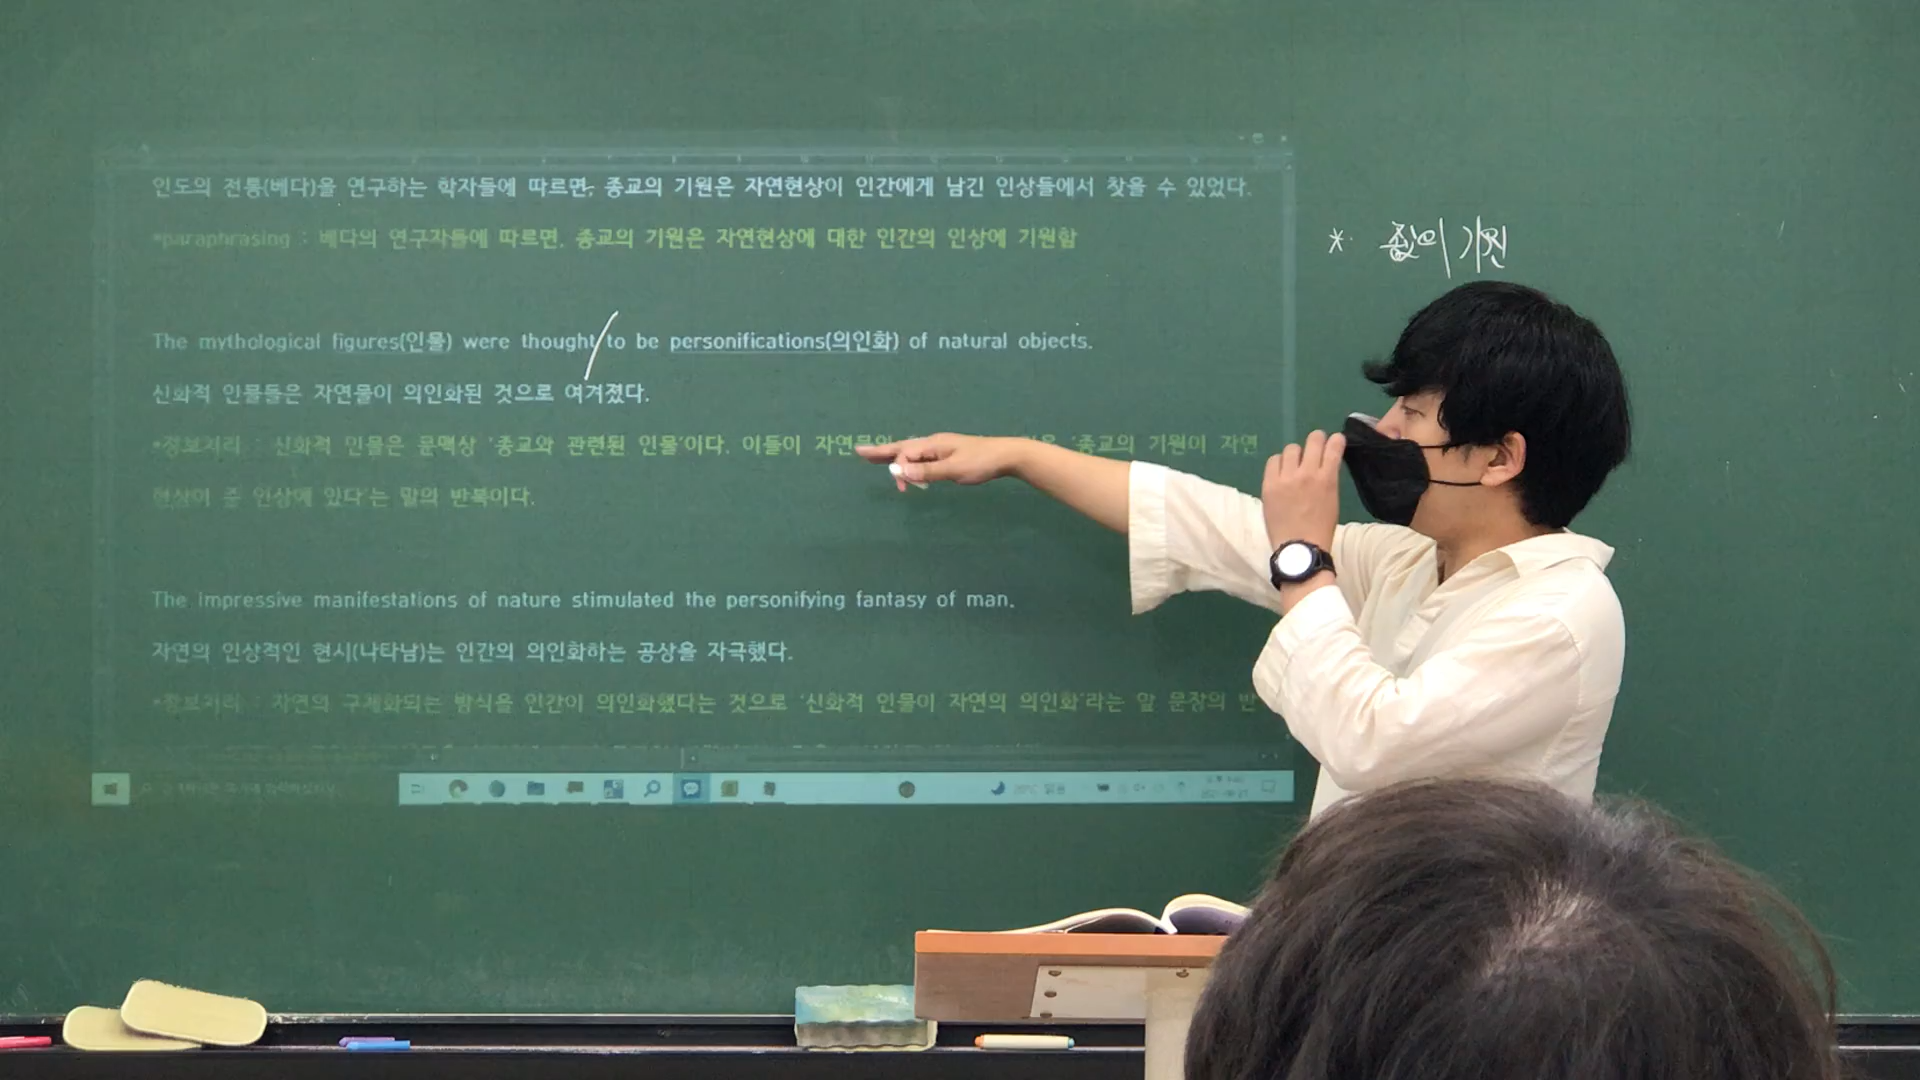 인도의 전통(베다)을 연구하는 학자들에 따르면, 종교의 기원은 자연현상이 인간에게 남긴 인상들에서 찾을 수 있었다.
*paraphrasing : 베다의 연구자들에 따르면, 종교의 기원은 자연현상에 대한 인간의 인상에 기원함
* 종교의 기원
The mythological figures(인물) were thought/to be personifications(의인화) of natural objects.
신화적 인물들은 자연물이 의인화된 것으로 여겨졌다.
*정보처리 : 신화적 인물은 문맥상 '종교와 관련된 인물'이다. 이들이 자연물의 '종교의 기원이 자연
현상이 준 인상에 있다'는 말의 반복이다.
The impressive manifestations of nature stimulated the personifying fantasy of man.
자연의 인상적인 현시(나타남)는 인간의 의인화하는 공상을 자극했다.
*정보처리 : 자연의 구체화되는 방식을 인간이 의인화했다는 것으로 '신화적 인물이 자연의 의인화'라는 앞 문장의 반